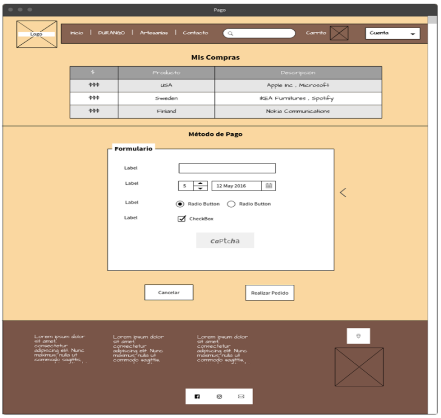 Pago
Logo
Inicio | DURANGO | Artesanias | Contacto
Carrito
Cuenta
Mis Compras
$ Producto Descripcion
$$$ USA Apple Inc., Microsoft
$$$ Sweden IKEA Furnitures, Spotify
$$$ Finland Nokia Communications
Método de Pago
Formulario
Label
Label 5 12 May 2016
Label Radio Button Radio Button
Label CheckBox
captcha
Cancelar
Realizar Pedido
Lorem ipsum dolor
sit amet,
consectetur
adipiscing elit. Nunc
maximus, nulla ut
commodo sagittis,
Lorem ipsum dolor
sit amet,
consectetur
adipiscing elit. Nunc
maximus, nulla ut
commodo sagittis,
Lorem ipsum dolor
sit amet,
consectetur
adipiscing elit. Nunc
maximus, nulla ut
commodo sagittis,